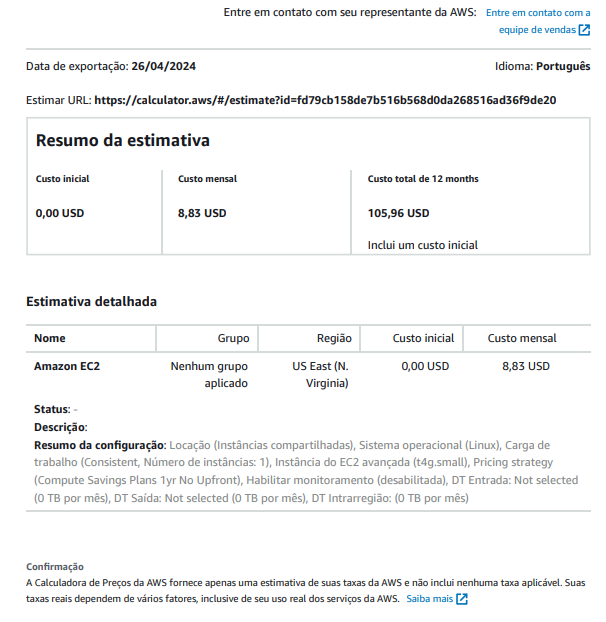 Entre em contato com seu representante da AWS: Entre em contato com a
equipe de vendas
Data de exportação: 26/04/2024 Idioma: Português
Estimar URL: https://calculator.aws/#/estimate?id=fd79cb158de7b516b568d0da268516ad36f9de20
Resumo da estimativa
Custo inicial Custo mensal Custo total de 12 months
0,00 USD 8,83 USD 105,96 USD
Inclui um custo inicial
Estimativa detalhada
Nome Grupo Região Custo inicial Custo mensal
Amazon EC2 Nenhum grupo US East (N. 0,00 USD 8,83 USD
aplicado Virginia)
Status: -
Descrição:
Resumo da configuração: Locação (Instâncias compartilhadas), Sistema operacional (Linux), Carga de
trabalho (Consistent, Número de instâncias: 1), Instância do EC2 avançada (t4g.small), Pricing strategy
(Compute Savings Plans 1yr No Upfront), Habilitar monitoramento (desabilitada), DT Entrada: Not selected
(0 TB por mês), DT Saída: Not selected (0 TB por mês), DT Intrarregião: (0 TB por mês)
Confirmação
A Calculadora de Preços da AWS fornece apenas uma estimativa de suas taxas da AWS e não inclui nenhuma taxa aplicável. Suas
taxas reais dependem de vários fatores, inclusive de seu uso real dos serviços da AWS. Saiba mais